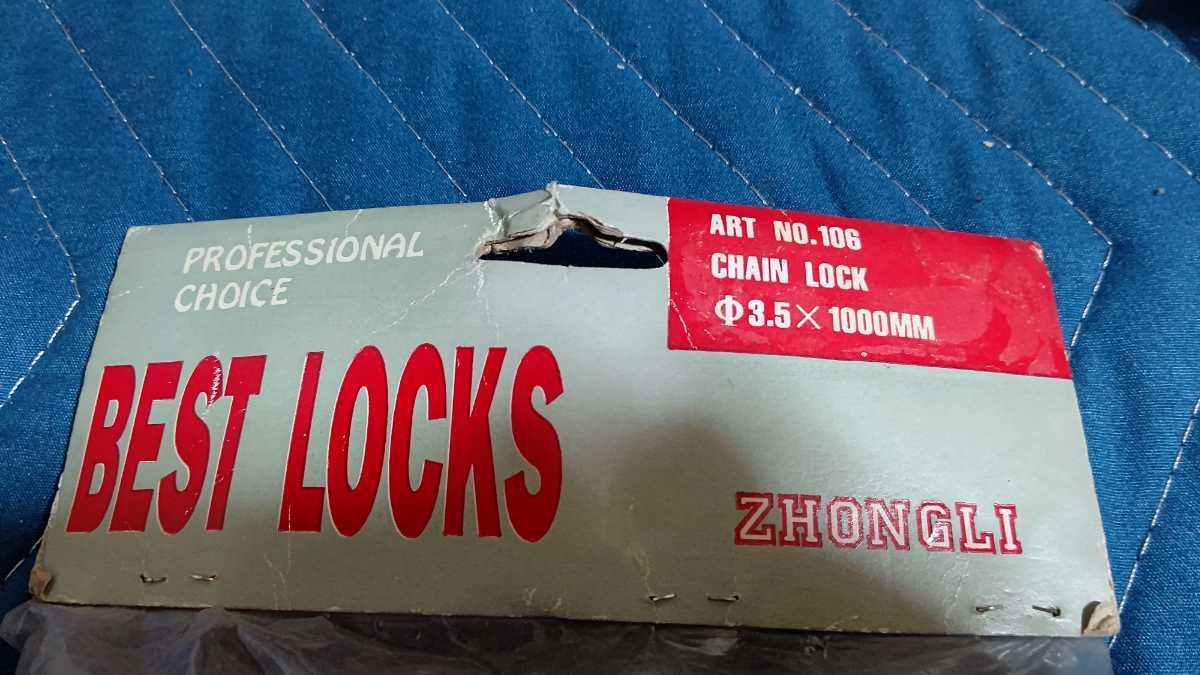 PROFESSIONAL
CHOICE
BEST LOCKS
ART NO.106
CHAIN LOCK
Φ3.5×1000MM
ZHONGLI